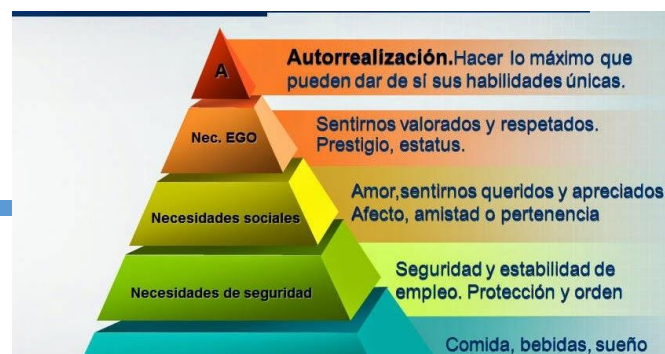 A
Autorrealización.Hacer lo máximo que
pueden dar de sí sus habilidades únicas.
Nec. EGO
Sentirnos valorados y respetados.
Prestigio, estatus.
Necesidades sociales
Amor,sentirnos queridos y apreciados
Afecto, amistad o pertenencia
Necesidades de seguridad
Seguridad y estabilidad de
empleo. Protección y orden
Comida, bebidas, sueño